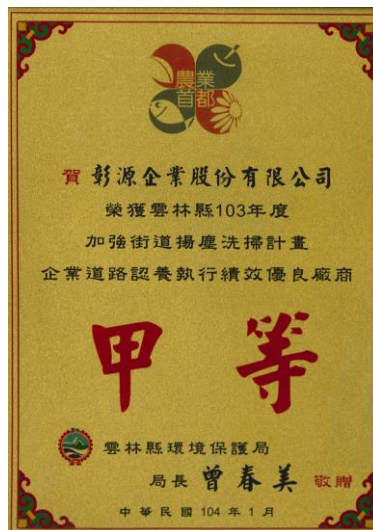 農業
首都
賀 彰源企業股份有限公司
榮獲雲林縣103年度
加強街道揚塵洗掃計畫
企業道路認養執行績效優良廠商
甲等
雲林縣環境保護局
局長 曾春美 敬贈
中華民國104年1月